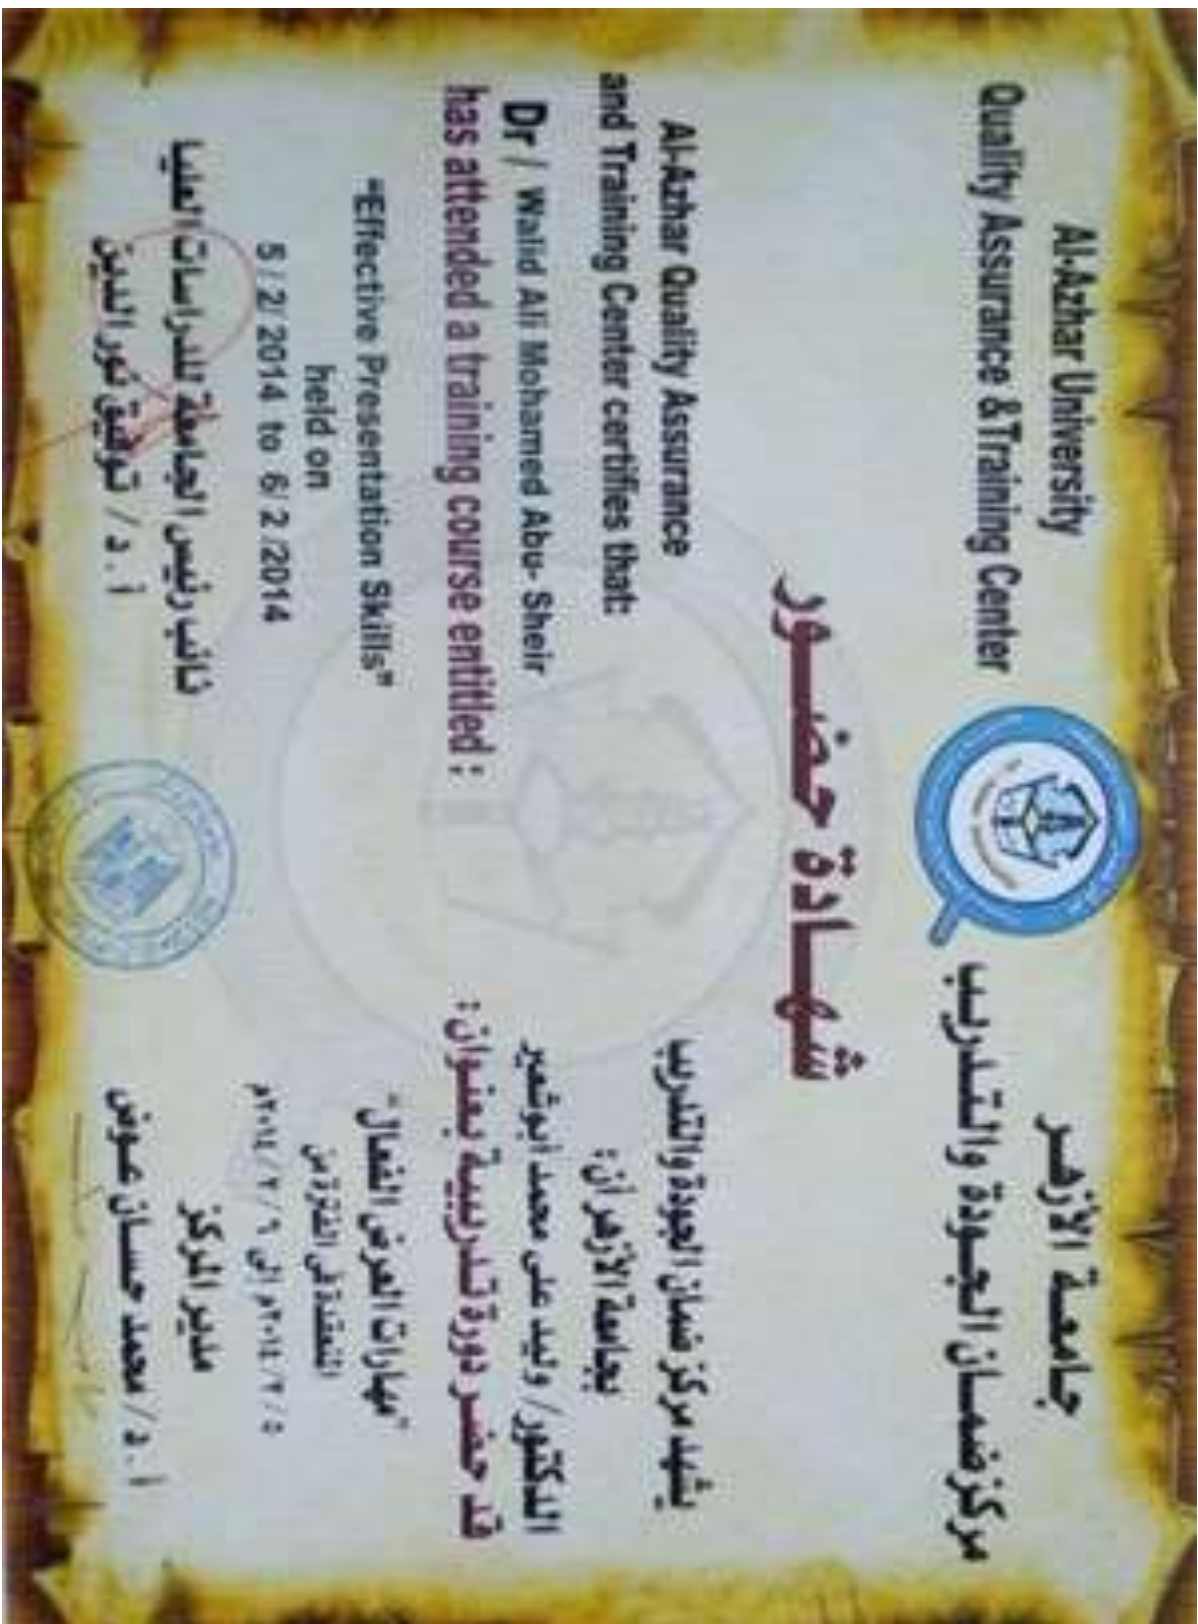 Al-Azhar University
Quality Assurance & Training Center
جامعة الأزهر
مركز ضمان الجودة والتدريب
شهادة حضور
Al-Azhar Quality Assurance
and Training Center certifies that:
Dr / Walid Ali Mohamed Abu- Sheir
has attended a training course entitled :
"Effective Presentation Skills"
held on
5 / 2/ 2014 to 6/ 2 /2014
نائب رئيس الجامعة للدراسات العليا
أ . د / توفيق نور الدين
يشهد مركز ضمان الجودة والتدريب
بجامعة الأزهر أن :
الدكتور / وليد على محمد أبوشعير
قد حضر دورة تدريبية بعنوان :
"مهارات العرض الفعال"
المنعقدة فى الفترة من
٥ / ٢ / ٢٠١٤م إلى ٦ / ٢ / ٢٠١٤م
مدير المركز
أ . د / محمد حسان عوض